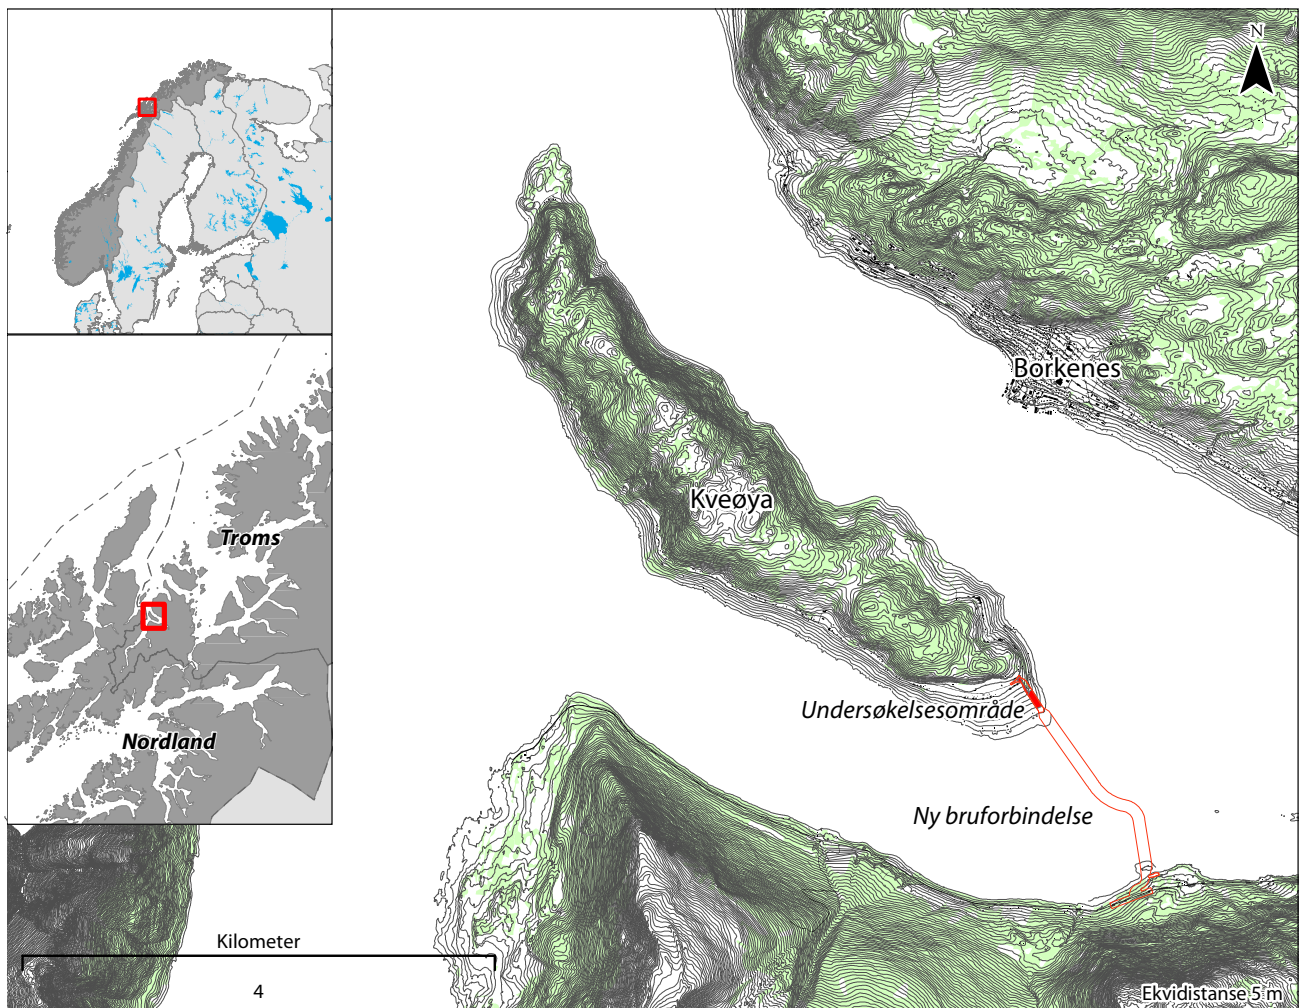 N
Borkenes
Kveøya
Troms
Nordland
Undersøkelsesområde
Ny bruforbindelse
Kilometer
4
Ekvidistanse 5 m